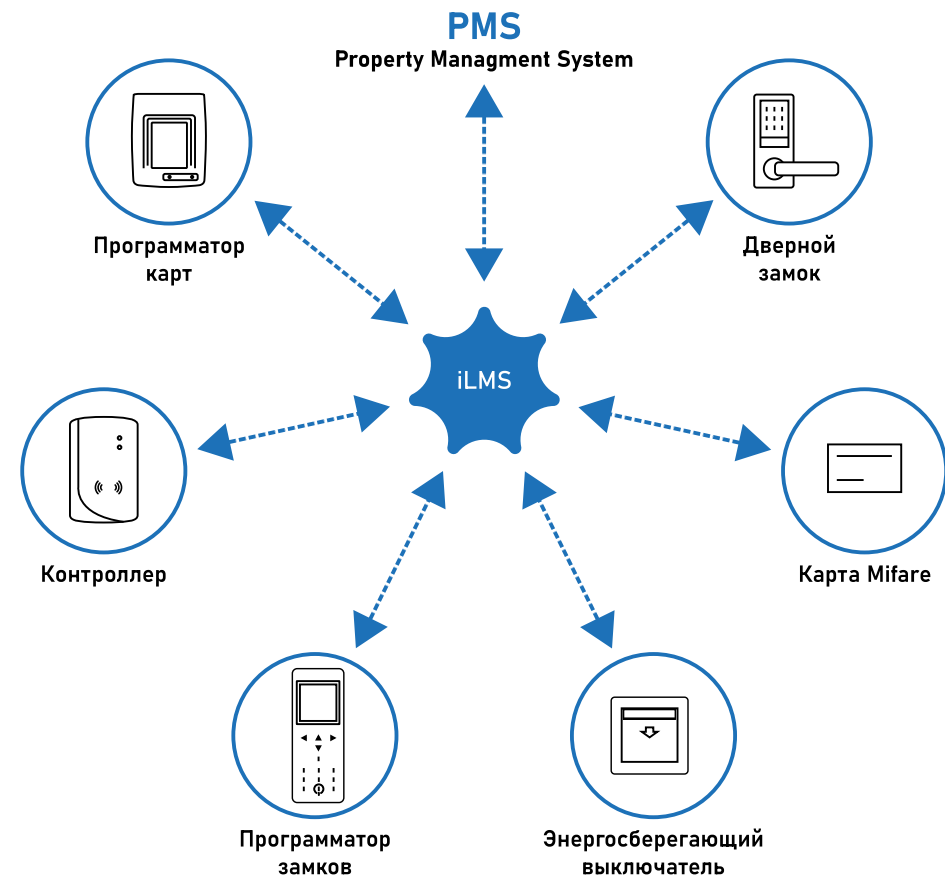 PMS
Property Managment System
Программатор
карт
Дверной
замок
iLMS
Контроллер
Карта Mifare
Программатор
замков
Энергосберегающий
выключатель